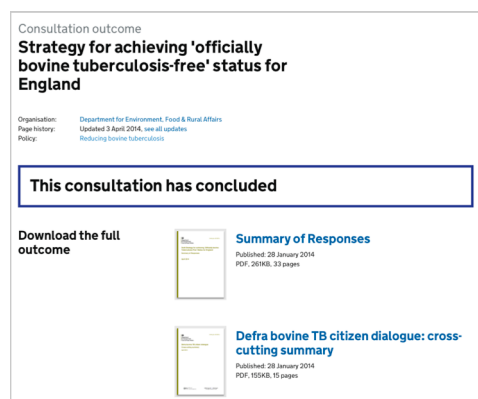 Consultation outcome
Strategy for achieving 'officially
bovine tuberculosis-free' status for
England
Organisation: Department for Environment, Food & Rural Affairs
Page history: Updated 3 April 2014, see all updates
Policy: Reducing bovine tuberculosis
This consultation has concluded
Download the full
outcome
Summary of Responses
Published: 28 January 2014
PDF, 261KB, 33 pages
Defra bovine TB citizen dialogue: cross-
cutting summary
Published: 28 January 2014
PDF, 155KB, 15 pages